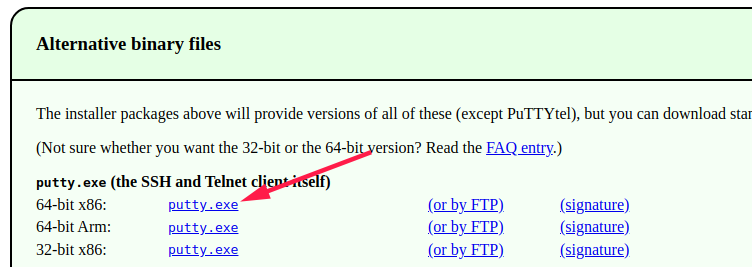 Alternative binary files
The installer packages above will provide versions of all of these (except PuTTYtel), but you can download
(Not sure whether you want the 32-bit or the 64-bit version? Read the FAQ entry.)
putty.exe (the SSH and Telnet client itself)
64-bit x86: putty.exe (or by FTP) (signature)
64-bit Arm: putty.exe (or by FTP) (signature)
32-bit x86: putty.exe (or by FTP) (signature)